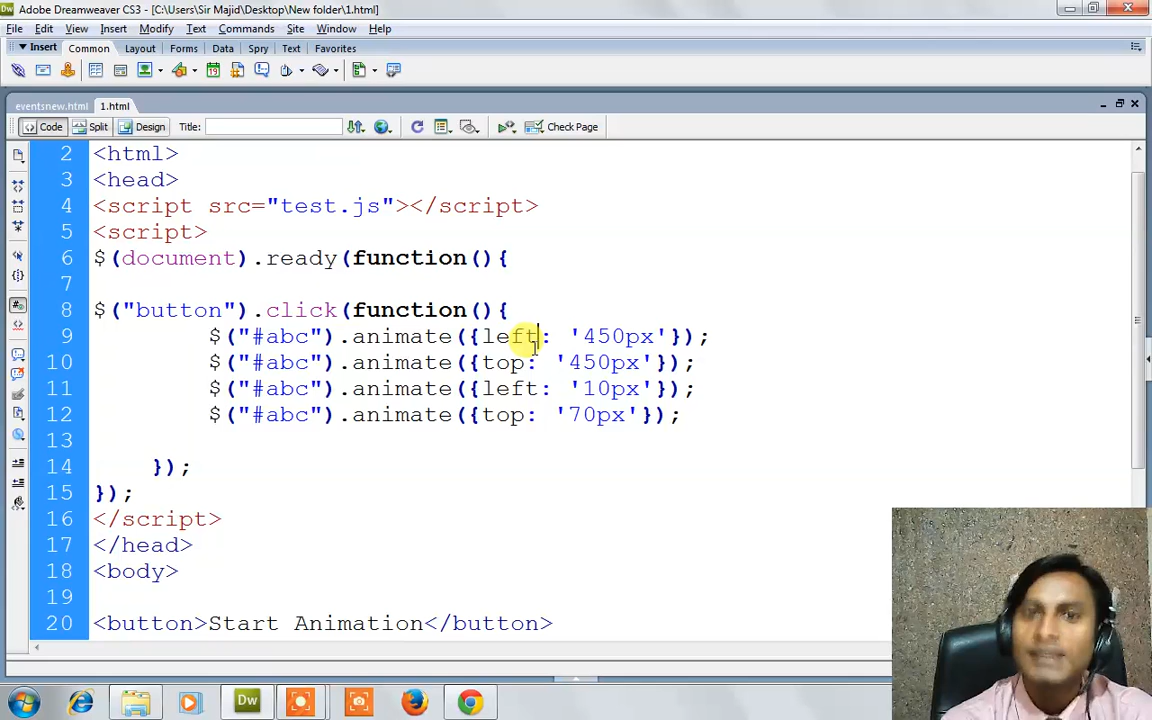 Adobe Dreamweaver CS3 - [C:\Users\Sir Majid\Desktop\New folder\1.html]
File Edit View Insert Modify Text Commands Site Window Help
Insert Common Layout Forms Data Spry Text Favorites
eventsnew.html 1.html
Code Split Design Title: Check Page
2 <html>
3 <head>
4 <script src="test.js"></script>
5 <script>
6 $(document).ready(function(){
7
8 $("button").click(function(){
9 $("#abc").animate({left: '450px'});
10 $("#abc").animate({top: '450px'});
11 $("#abc").animate({left: '10px'});
12 $("#abc").animate({top: '70px'});
13
14 });
15 });
16 </script>
17 </head>
18 <body>
19
20 <button>Start Animation</button>
Dw